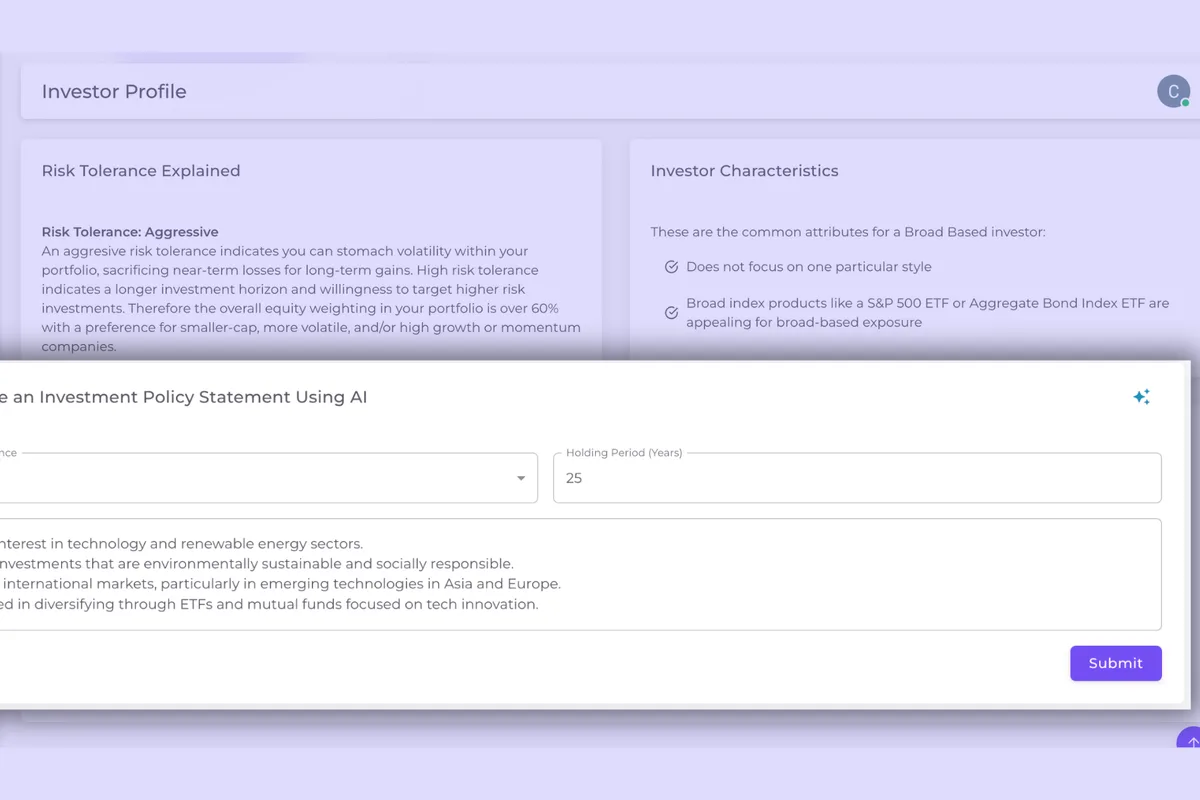 Investor Profile
C
Risk Tolerance Explained
Risk Tolerance: Aggressive
An aggresive risk tolerance indicates you can stomach volatility within your
portfolio, sacrificing near-term losses for long-term gains. High risk tolerance
indicates a longer investment horizon and willingness to target higher risk
investments. Therefore the overall equity weighting in your portfolio is over 60%
with a preference for smaller-cap, more volatile, and/or high growth or momentum
companies.
Investor Characteristics
These are the common attributes for a Broad Based investor:
Does not focus on one particular style
Broad index products like a S&P 500 ETF or Aggregate Bond Index ETF are
appealing for broad-based exposure
e an Investment Policy Statement Using AI
nce
Holding Period (Years)
25
nterest in technology and renewable energy sectors.
nvestments that are environmentally sustainable and socially responsible.
international markets, particularly in emerging technologies in Asia and Europe.
ed in diversifying through ETFs and mutual funds focused on tech innovation.
Submit